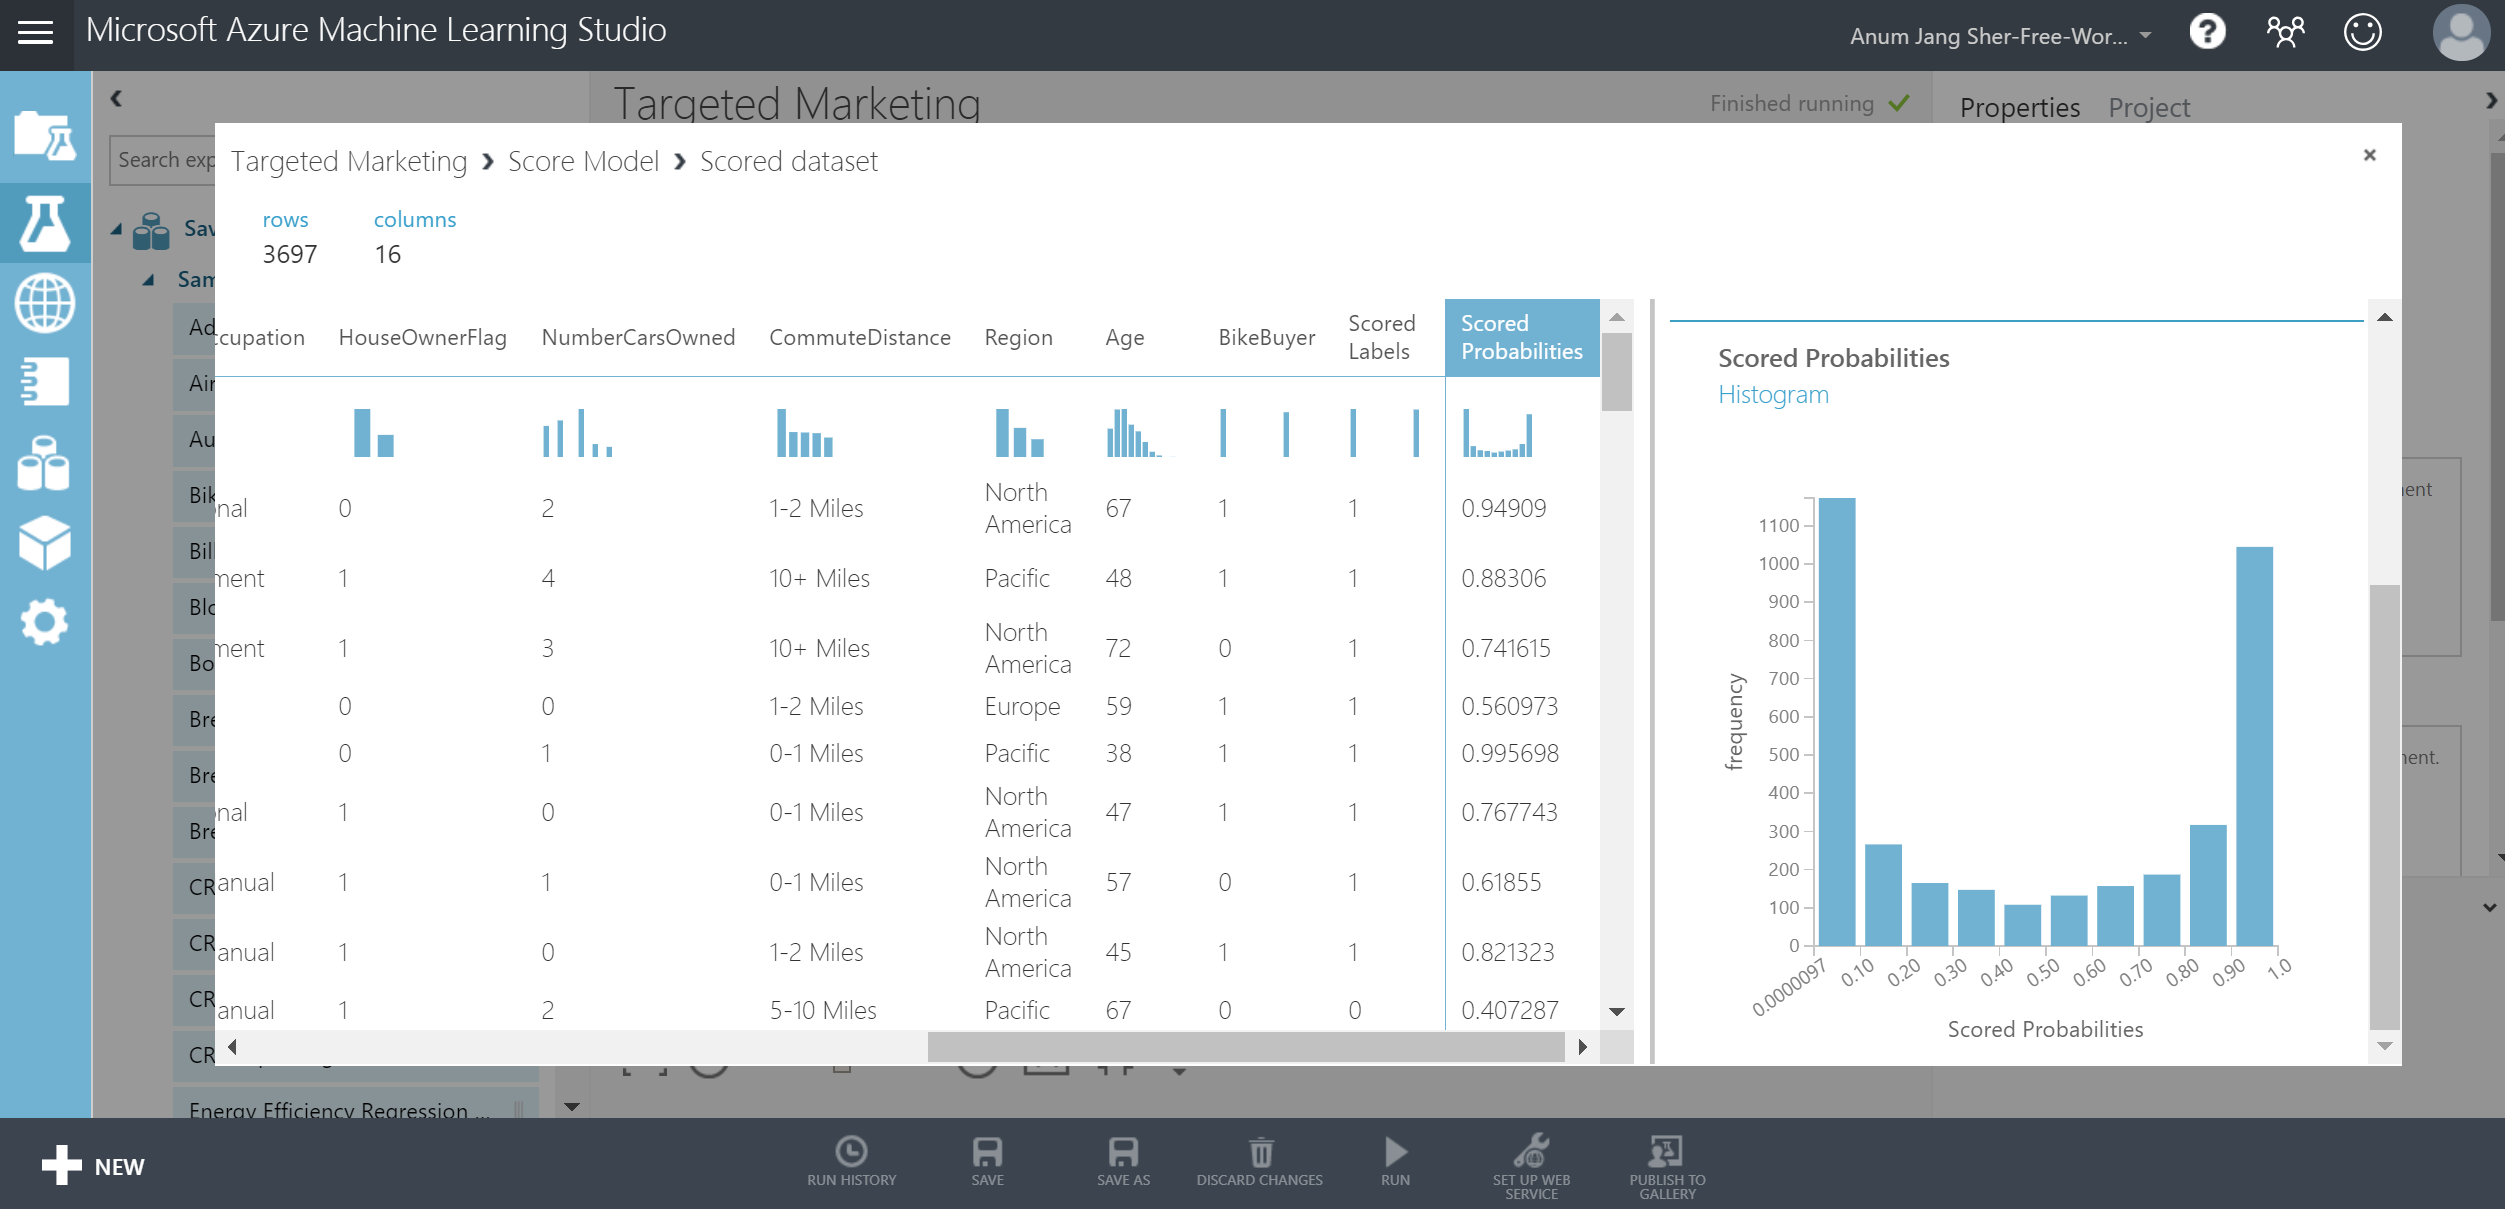 Microsoft Azure Machine Learning Studio
Anum Jang Sher-Free-Wor...
Targeted Marketing
Finished running
Properties Project
Search exp
Targeted Marketing Score Model Scored dataset
rows columns
3697 16
Sav
Sam
Ad
Air
Au
Bik
Bill
Blo
Bo
Bre
Bre
Bre
CR
CR
CR
CR
Energy Efficiency Regression ...
ccupation HouseOwnerFlag NumberCarsOwned CommuteDistance Region Age BikeBuyer Scored Labels Scored Probabilities
onal 0 2 1-2 Miles North America 67 1 1 0.94909
ment 1 4 10+ Miles Pacific 48 1 1 0.88306
ment 1 3 10+ Miles North America 72 0 1 0.741615
0 0 1-2 Miles Europe 59 1 1 0.560973
0 1 0-1 Miles Pacific 38 1 1 0.995698
onal 1 0 0-1 Miles North America 47 1 1 0.767743
anual 1 1 0-1 Miles North America 57 0 1 0.61855
anual 1 0 1-2 Miles North America 45 1 1 0.821323
anual 1 2 5-10 Miles Pacific 67 0 0 0.407287
Scored Probabilities
Histogram
frequency
1100
1000
900
800
700
600
500
400
300
200
100
0
0.0000097 0.10 0.20 0.30 0.40 0.50 0.60 0.70 0.80 0.90 1.0
Scored Probabilities
ent
ent.
NEW
RUN HISTORY
SAVE
SAVE AS
DISCARD CHANGES
RUN
SET UP WEB
SERVICE
PUBLISH TO
GALLERY